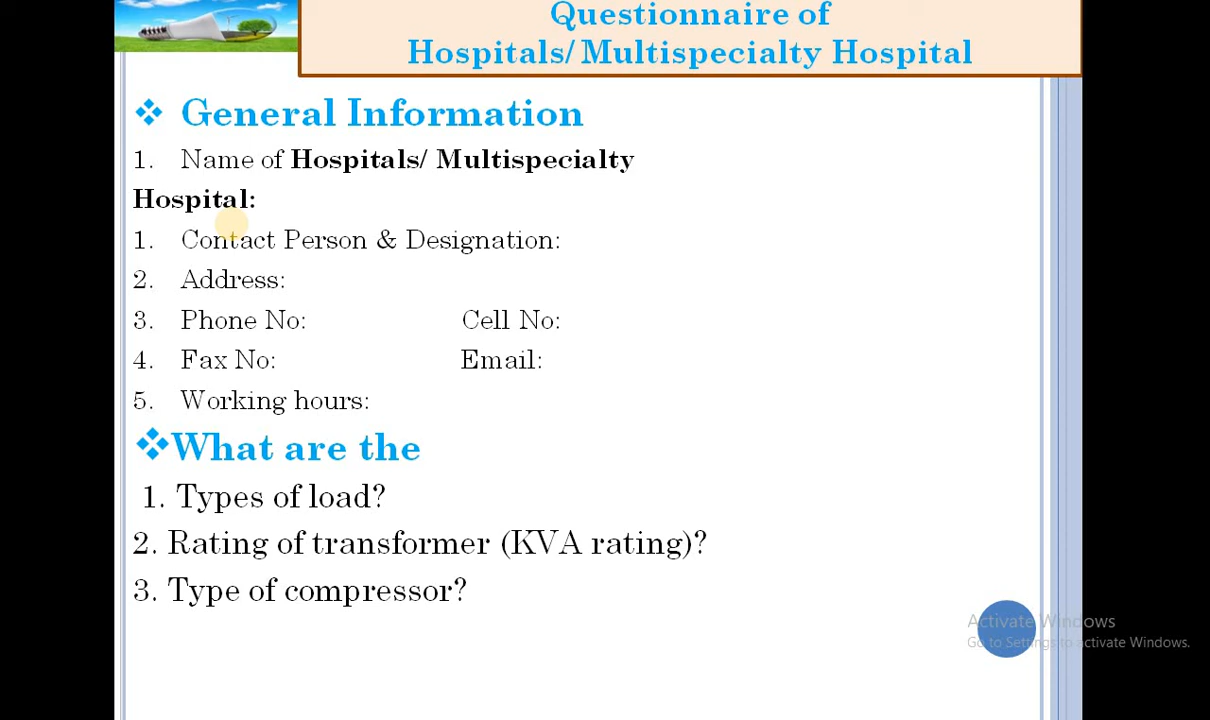 Questionnaire of
Hospitals/ Multispecialty Hospital
❖ General Information
1. Name of Hospitals/ Multispecialty
Hospital:
1. Contact Person & Designation:
2. Address:
3. Phone No: Cell No:
4. Fax No: Email:
5. Working hours:
❖What are the
1. Types of load?
2. Rating of transformer (KVA rating)?
3. Type of compressor?
Activate Windows
Go to Settings to activate Windows.